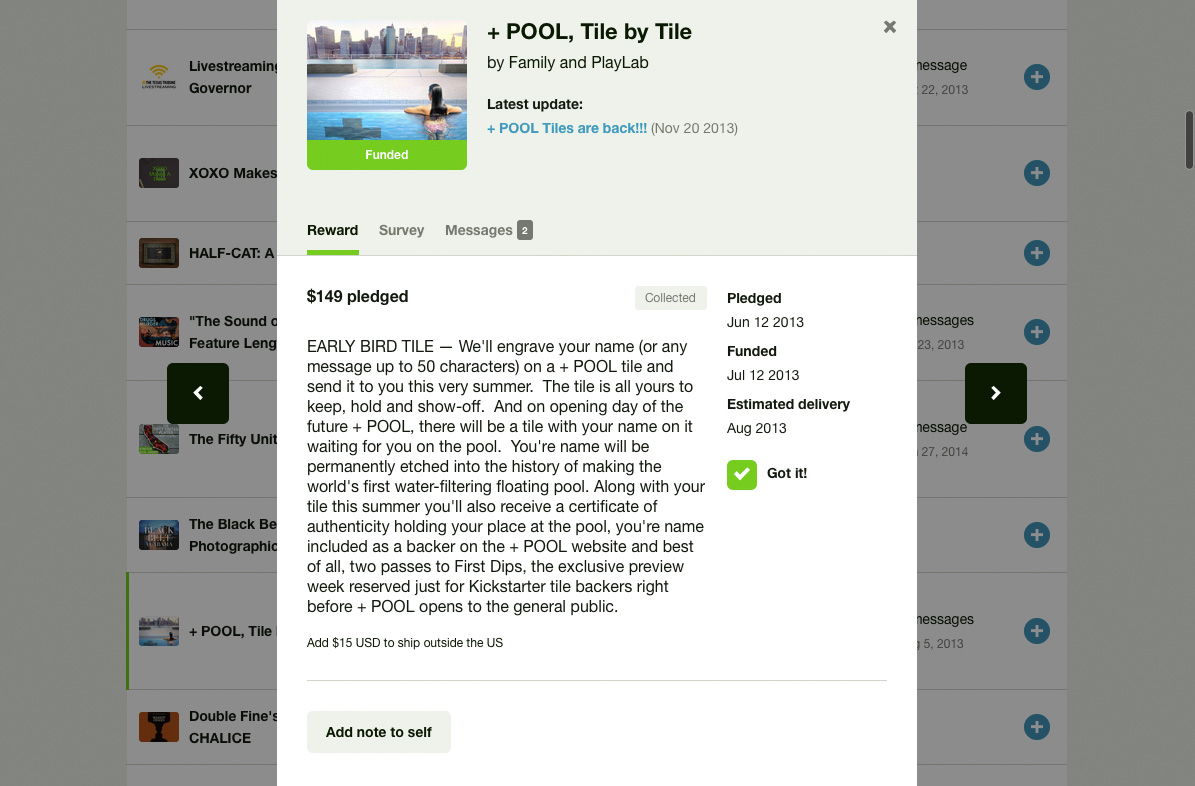 + POOL, Tile by Tile
by Family and PlayLab
Latest update:
+ POOL Tiles are back!!! (Nov 20 2013)
Funded
Reward Survey Messages 2
$149 pledged
Collected
EARLY BIRD TILE — We'll engrave your name (or any
message up to 50 characters) on a + POOL tile and
send it to you this very summer. The tile is all yours to
keep, hold and show-off. And on opening day of the
future + POOL, there will be a tile with your name on it
waiting for you on the pool. You're name will be
permanently etched into the history of making the
world's first water-filtering floating pool. Along with your
tile this summer you'll also receive a certificate of
authenticity holding your place at the pool, you're name
included as a backer on the + POOL website and best
of all, two passes to First Dips, the exclusive preview
week reserved just for Kickstarter tile backers right
before + POOL opens to the general public.
Add $15 USD to ship outside the US
Pledged
Jun 12 2013
Funded
Jul 12 2013
Estimated delivery
Aug 2013
Got it!
Add note to self
Livestreaming
Governor
22, 2013
XOXO Makes
HALF-CAT: A
"The Sound o
Feature Leng
MUSIC
23, 2013
The Fifty Unit
27, 2014
The Black Be
Photographic
+ POOL, Tile
5, 2013
Double Fine's
CHALICE